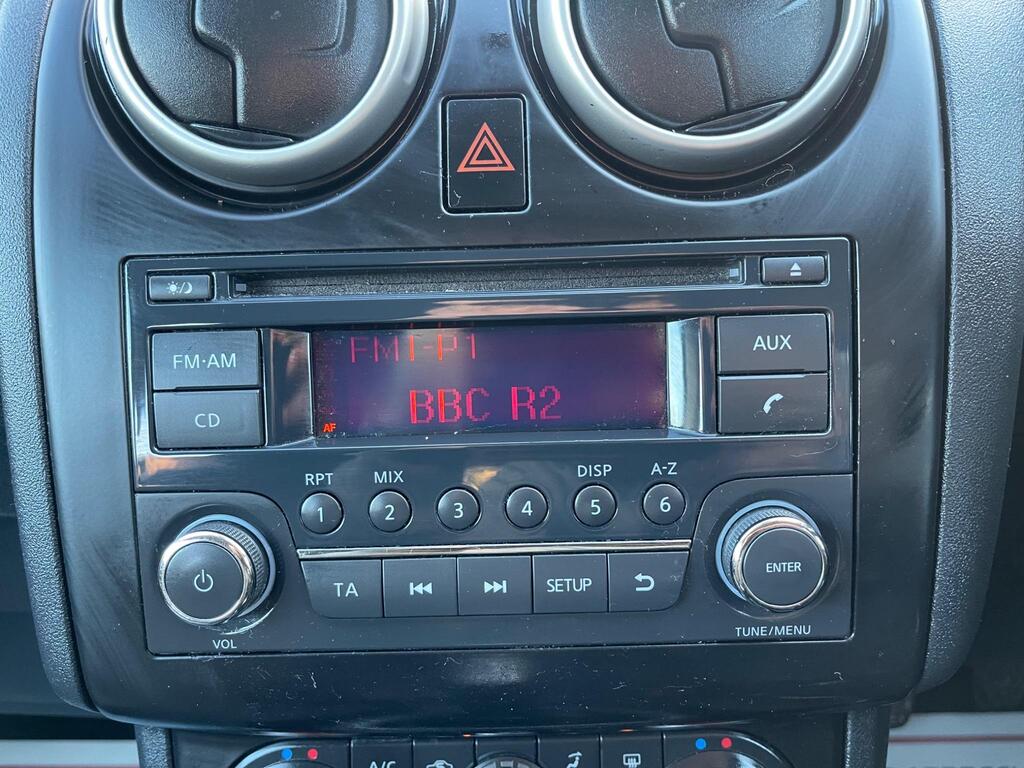 FM·AM
CD
FM1-P1
BBC R2
AF
AUX
RPT MIX DISP A-Z
1 2 3 4 5 6
TA SETUP
ENTER
VOL
TUNE/MENU
A/C